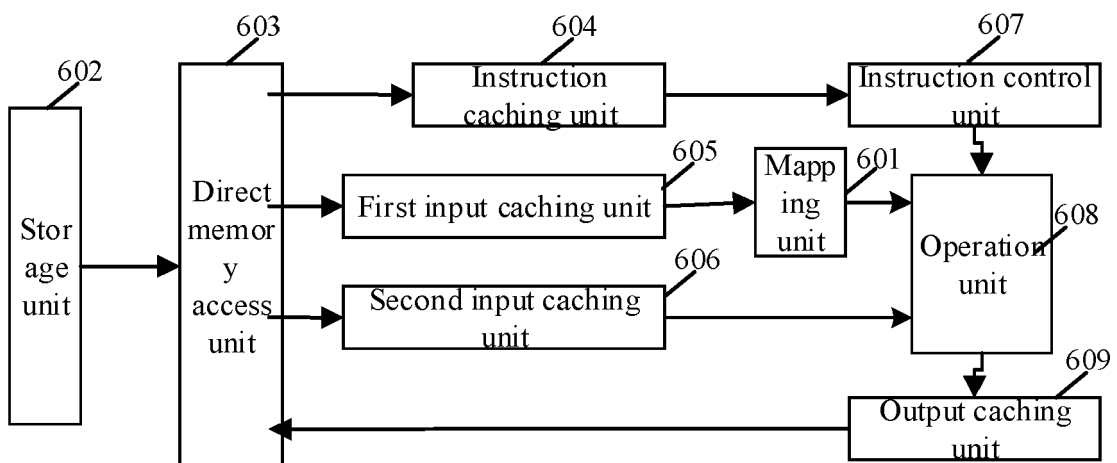 602
Stor
age
unit
603
Direct
memor
y
access
unit
604
Instruction
caching unit
607
Instruction control
unit
605
First input caching unit
Mapp
ing
unit
601
606
Second input caching
unit
Operation
unit
608
609
Output caching
unit